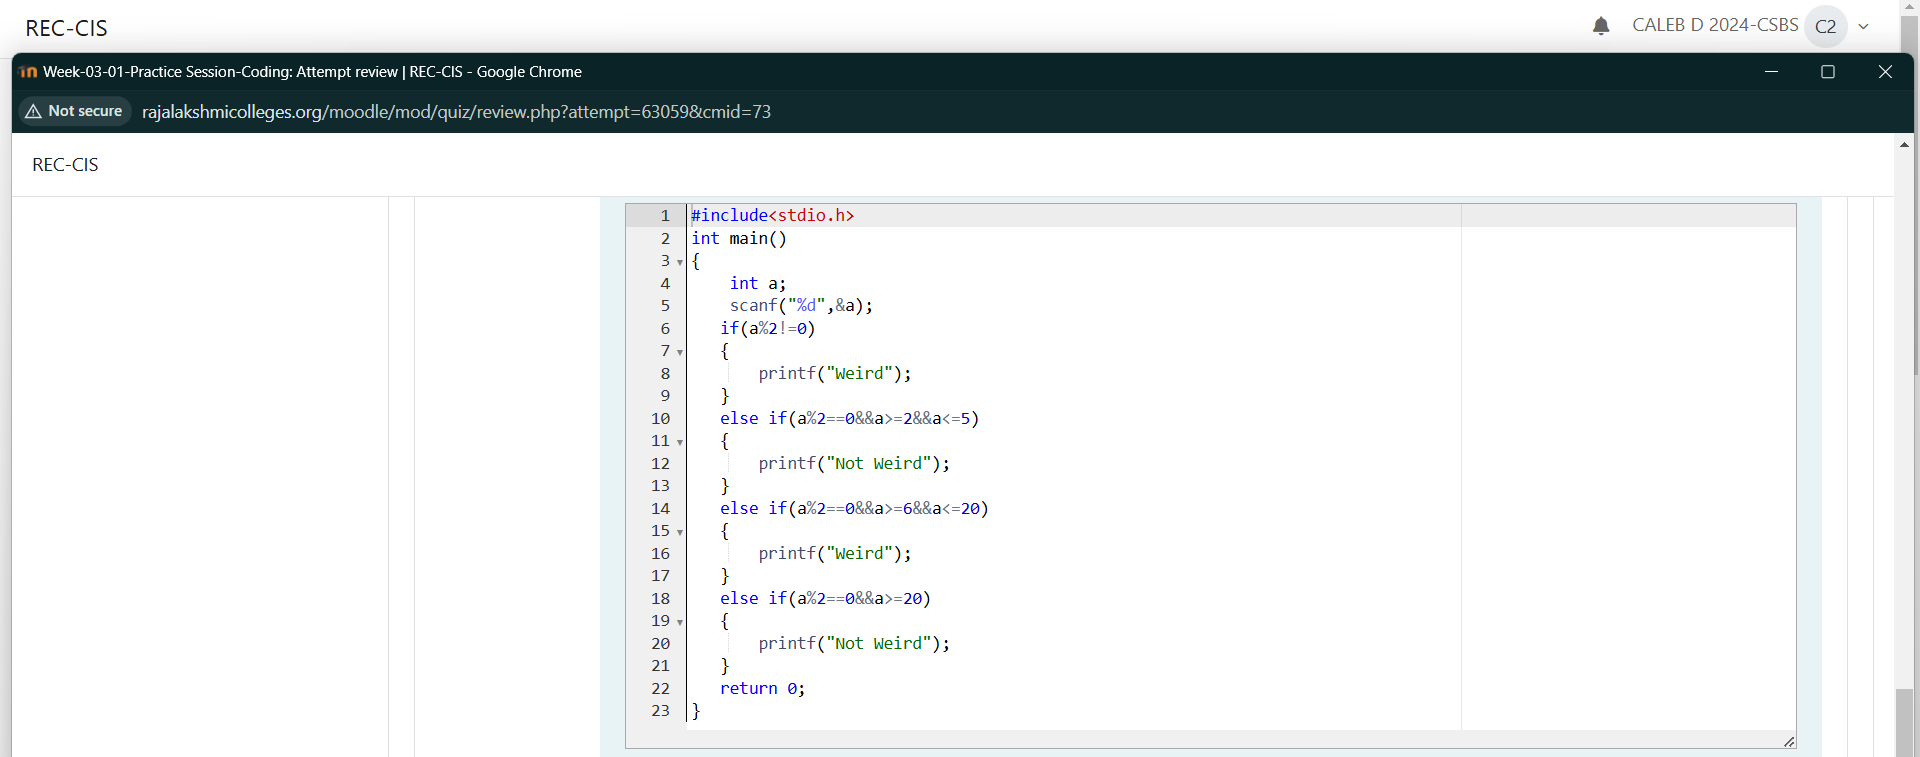 REC-CIS
CALEB D 2024-CSBS C2
Week-03-01-Practice Session-Coding: Attempt review | REC-CIS - Google Chrome
Not secure rajalakshmicolleges.org/moodle/mod/quiz/review.php?attempt=63059&cmid=73
REC-CIS
1 #include<stdio.h>
2 int main()
3 {
4 int a;
5 scanf("%d",&a);
6 if(a%2!=0)
7 {
8 printf("Weird");
9 }
10 else if(a%2==0&&a>=2&&a<=5)
11 {
12 printf("Not Weird");
13 }
14 else if(a%2==0&&a>=6&&a<=20)
15 {
16 printf("Weird");
17 }
18 else if(a%2==0&&a>=20)
19 {
20 printf("Not Weird");
21 }
22 return 0;
23 }